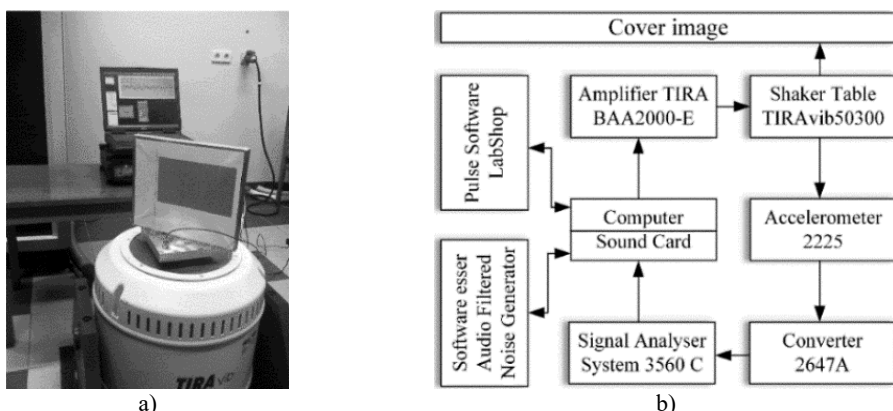 Cover image
Pulse Software
LabShop
Amplifier TIRA
BAA2000-E
Shaker Table
TIRAvib50300
Computer
Sound Card
Accelerometer
2225
Software esser
Audio Filtered
Noise Generator
Signal Analyser
System 3560 C
Converter
2647A
TIRA vib
a)
b)